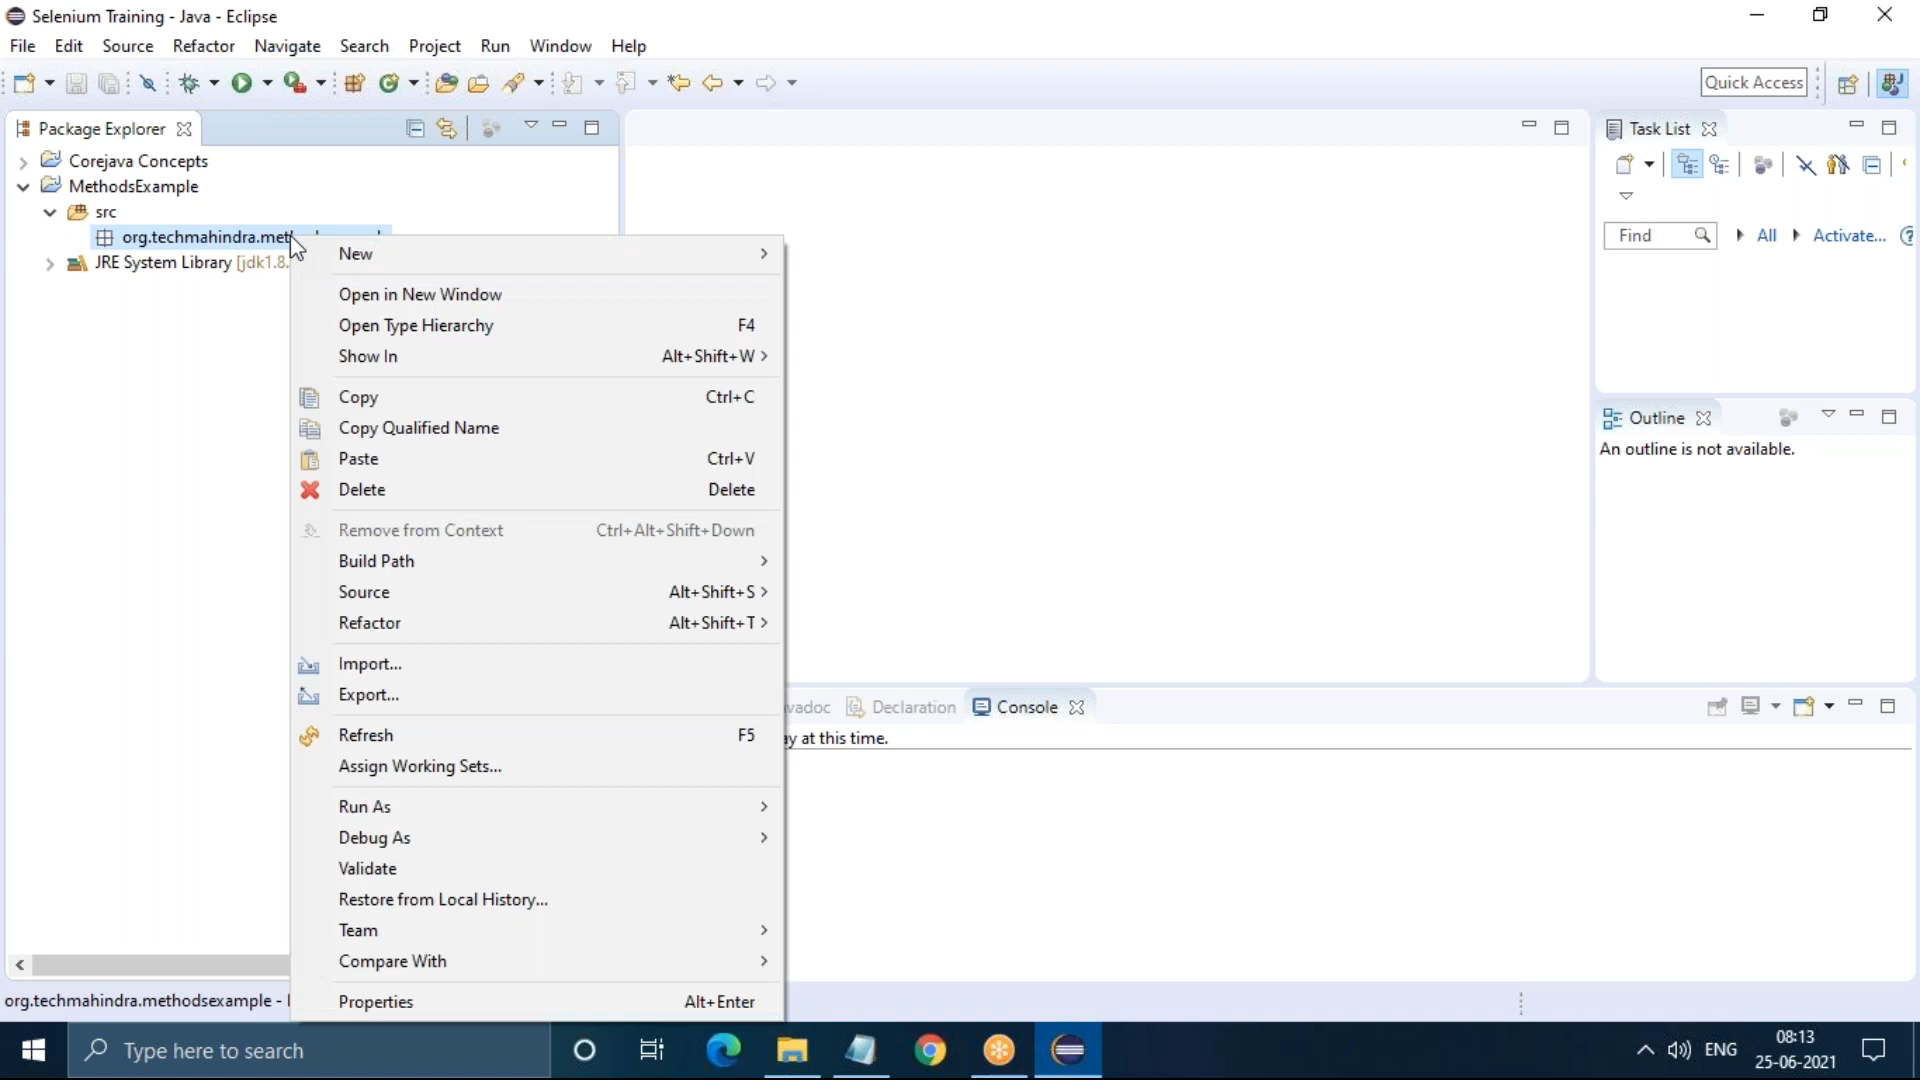 Selenium Training - Java - Eclipse
File Edit Source Refactor Navigate Search Project Run Window Help
Quick Access
Package Explorer
Corejava Concepts
MethodsExample
src
org.techmahindra.met
JRE System Library [jdk1.8.
New
Open in New Window
Open Type Hierarchy F4
Show In Alt+Shift+W
Copy Ctrl+C
Copy Qualified Name
Paste Ctrl+V
Delete Delete
Remove from Context Ctrl+Alt+Shift+Down
Build Path
Source Alt+Shift+S
Refactor Alt+Shift+T
Import...
Export...
Refresh F5
Assign Working Sets...
Run As
Debug As
Validate
Restore from Local History...
Team
Compare With
Properties Alt+Enter
Task List
Find All Activate...
Outline
An outline is not available.
vadoc Declaration Console
ay at this time.
org.techmahindra.methodsexample -
Type here to search
ENG
08:13
25-06-2021